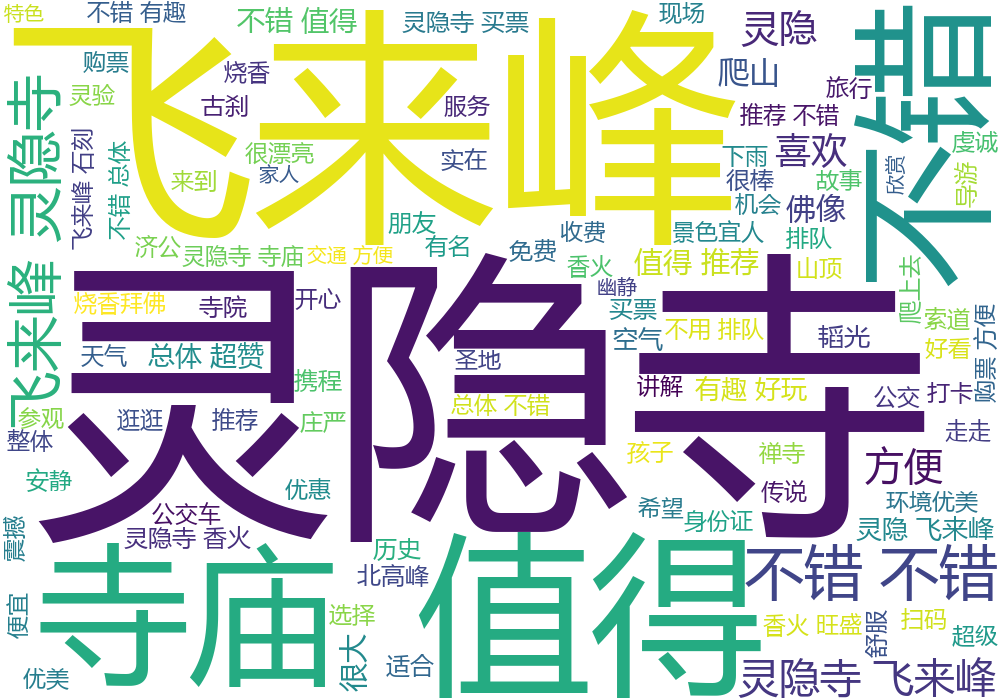 特色
不错 有趣
不错 值得
灵隐寺 买票
现场
灵隐
不错
飞来峰
购票
烧香
爬山
旅行
灵验
古刹
服务
推荐 不错
飞来峰 灵隐寺
飞来峰 石刻
不错 总体
很漂亮
实在
下雨
喜欢
欣赏
虔诚
来到
家人
很棒
故事
导游
机会
佛像
朋友
济公
灵隐寺 寺庙
交通 方便
有名
免费
收费
景色宜人
排队
香火
值得 推荐
山顶
爬上去
灵隐寺
烧香拜佛
寺院
开心
幽静
买票
不用 排队
韬光
索道
购票 方便
天气
总体 超赞
圣地
空气
好看
携程
讲解
有趣 好玩
公交
打卡
参观
逛逛
推荐
庄严
总体 不错
走走
整体
孩子
禅寺
方便
安静
优惠
传说
环境优美
震撼
公交车
希望
身份证
灵隐 飞来峰
灵隐寺 香火
历史
北高峰
寺庙
值得
不错 不错
便宜
选择
香火 旺盛
舒服
扫码
超级
很大
适合
优美
灵隐寺 飞来峰